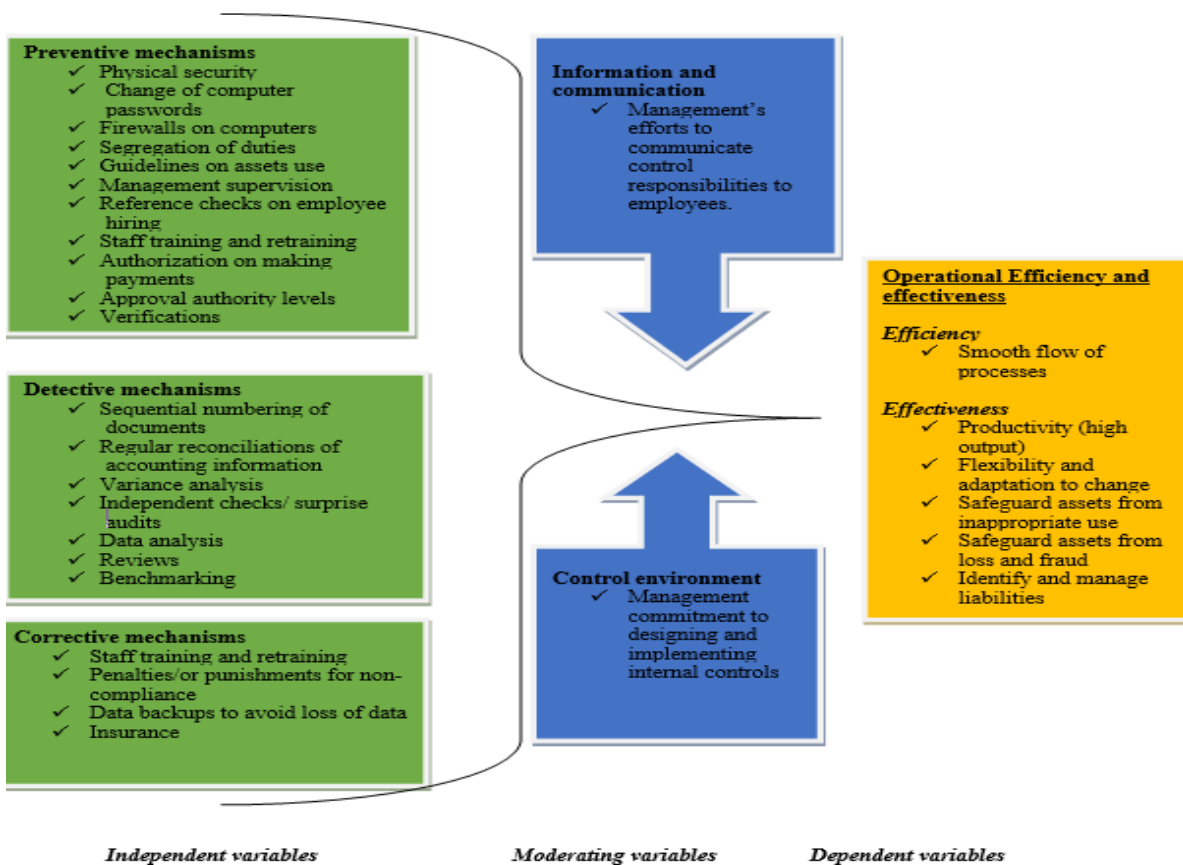 Preventive mechanisms
✓ Physical security
✓ Change of computer
passwords
✓ Firewalls on computers
✓ Segregation of duties
✓ Guidelines on assets use
✓ Management supervision
✓ Reference checks on employee
hiring
✓ Staff training and retraining
✓ Authorization on making
payments
✓ Approval authority levels
✓ Verifications
Detective mechanisms
✓ Sequential numbering of
documents
✓ Regular reconciliations of
accounting information
✓ Variance analysis
✓ Independent checks/ surprise
audits
✓ Data analysis
✓ Reviews
✓ Benchmarking
Corrective mechanisms
✓ Staff training and retraining
✓ Penalties/or punishments for non-
compliance
✓ Data backups to avoid loss of data
✓ Insurance
Information and
communication
✓ Management's
efforts to
communicate
control
responsibilities to
employees.
Control environment
✓ Management
commitment to
designing and
implementing
internal controls
Operational Efficiency and
effectiveness
Efficiency
✓ Smooth flow of
processes
Effectiveness
✓ Productivity (high
output)
✓ Flexibility and
adaptation to change
✓ Safeguard assets from
inappropriate use
✓ Safeguard assets from
loss and fraud
✓ Identify and manage
liabilities
Independent variables
Moderating variables
Dependent variables